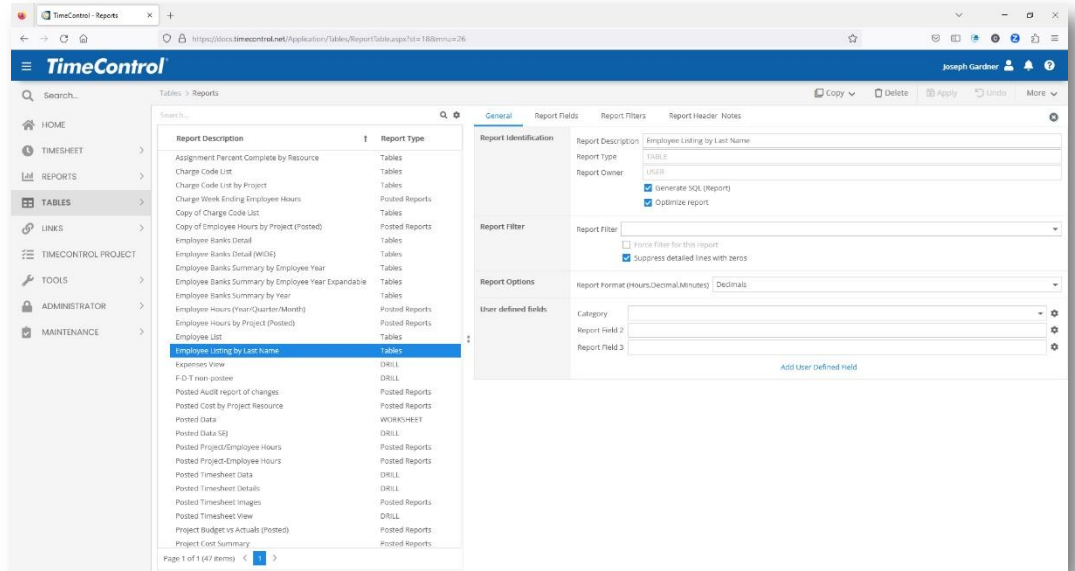 TimeControl - Reports
https://docs.timecontrol.net/Application/Tables/ReportTable.aspx?st=188&mnu=26
TimeControl
Joseph Gardner
Search...
Tables > Reports
Copy
Delete
Apply
Undo
More
HOME
TIMESHEET
REPORTS
TABLES
LINKS
TIMECONTROL PROJECT
TOOLS
ADMINISTRATOR
MAINTENANCE
Search...
Report Description Report Type
Assignment Percent Complete by Resource Tables
Charge Code List Tables
Charge Code List by Project Tables
Charge Week Ending Employee Hours Posted Reports
Copy of Charge Code List Tables
Copy of Employee Hours by Project (Posted) Posted Reports
Employee Banks Detail Tables
Employee Banks Detail (WIDE) Tables
Employee Banks Summary by Employee Year Tables
Employee Banks Summary by Employee Year Expandable Tables
Employee Banks Summary by Year Tables
Employee Hours (Year/Quarter/Month) Posted Reports
Employee Hours by Project (Posted) Posted Reports
Employee List Tables
Employee Listing by Last Name Tables
Expenses View DRILL
F-D-T non-postee DRILL
Posted Audit report of changes Posted Reports
Posted Cost by Project Resource Posted Reports
Posted Data WORKSHEET
Posted Data SEJ DRILL
Posted Project/Employee Hours Posted Reports
Posted Project-Employee Hours Posted Reports
Posted Timesheet Data DRILL
Posted Timesheet Details DRILL
Posted Timesheet Images Posted Reports
Posted Timesheet View DRILL
Project Budget vs Actuals (Posted) Posted Reports
Project Cost Summary Posted Reports
Page 1 of 1 (47 items) < 1 >
General Report Fields Report Filters Report Header Notes
Report Identification
Report Description Employee Listing by Last Name
Report Type TABLE
Report Owner USER
Generate SQL (Report)
Optimize report
Report Filter
Report Filter
Force filter for this report
Suppress detailed lines with zeros
Report Options
Report Format (Hours.Decimal.Minutes) Decimals
User defined fields
Category
Report Field 2
Report Field 3
Add User Defined Field